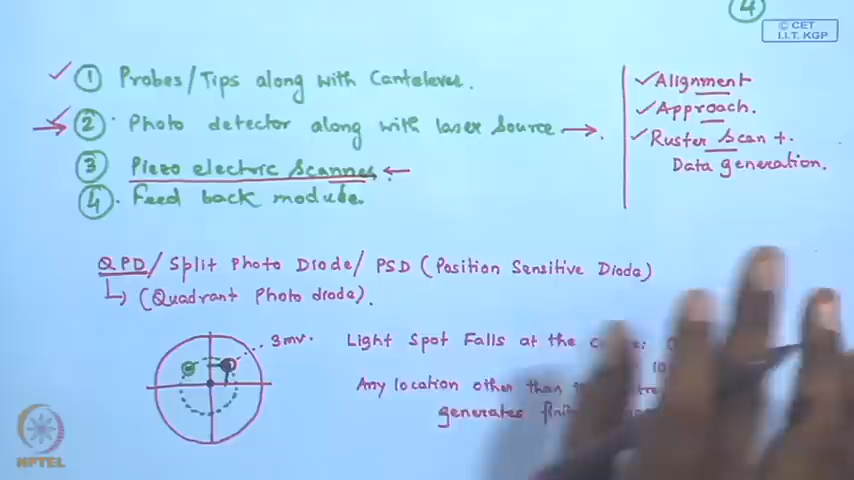 4
© CET
I.I.T. KGP
1 Probes/Tips along with Cantelever.
2. Photo detector along with laser source
3 Piezo electric Scanner
4. Feed back module.
Alignment
Approach.
Ruster Scan +
Data generation.
QPD/ Split Photo Diode/ PSD (Position Sensitive Dioda)
(Quadrant Photo diode).
3mv.
Light Spot Falls at the
Any location other than
generates
NPTEL